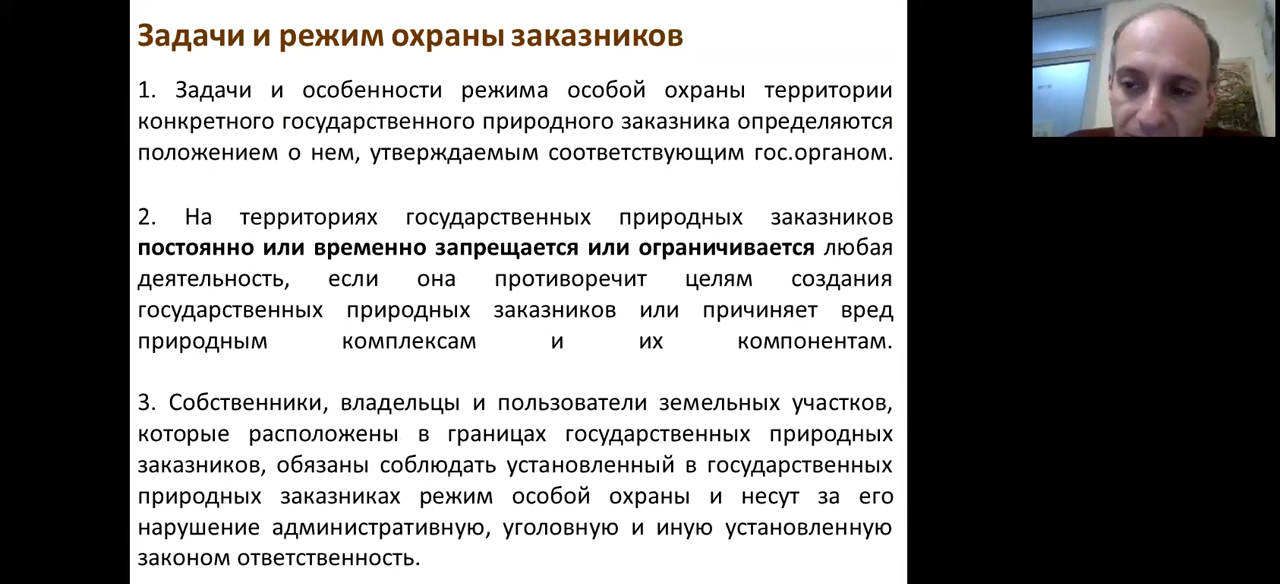 Задачи и режим охраны заказников
1. Задачи и особенности режима особой охраны территории
конкретного государственного природного заказника определяются
положением о нем, утверждаемым соответствующим гос.органом.
2. На территориях государственных природных заказников
постоянно или временно запрещается или ограничивается любая
деятельность, если она противоречит целям создания
государственных природных заказников или причиняет вред
природным комплексам и их компонентам.
3. Собственники, владельцы и пользователи земельных участков,
которые расположены в границах государственных природных
заказников, обязаны соблюдать установленный в государственных
природных заказниках режим особой охраны и несут за его
нарушение административную, уголовную и иную установленную
законом ответственность.